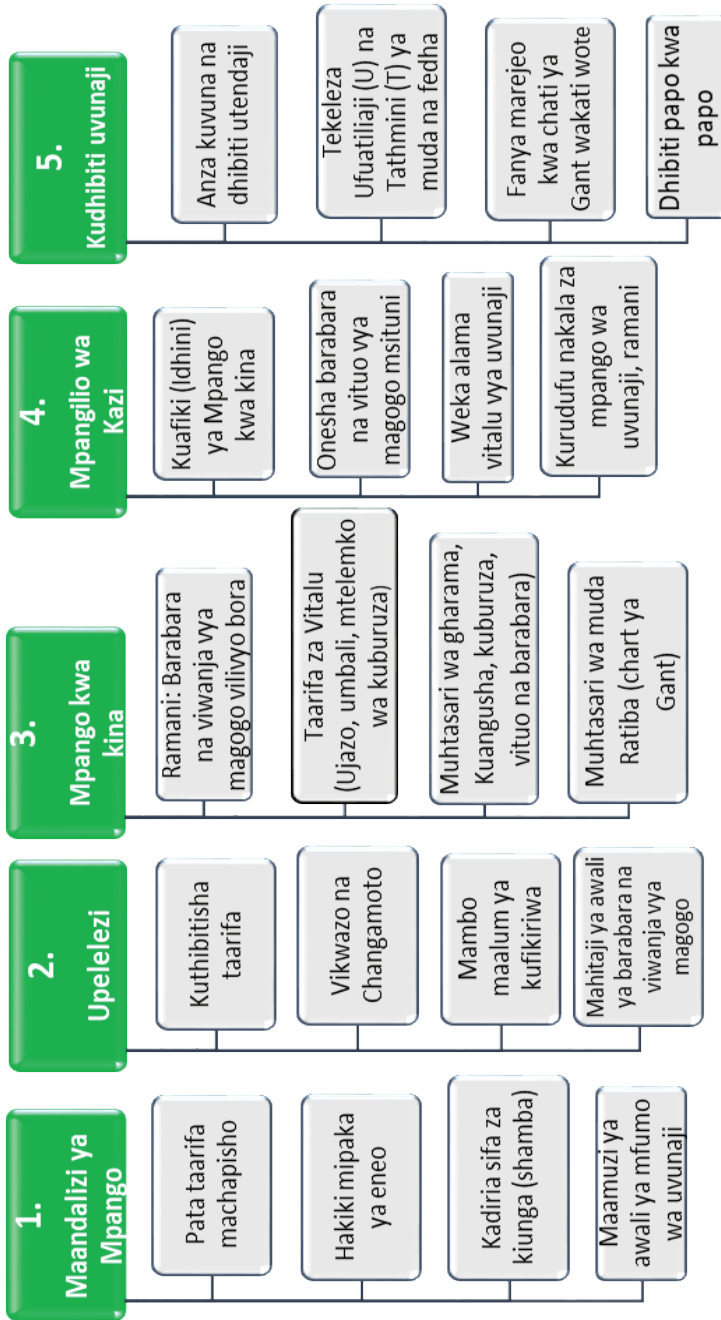 1.
Maandalizi ya
Mpango
Pata taarifa
machapisho
Hakiki mipaka
ya eneo
Kadiria sifa za
kiunga (shamba)
Maamuzi ya
awali ya mfumo
wa uvunaji
2.
Upelelezi
Kuthibitisha
taarifa
Vikwazo na
Changamoto
Mambo
maalum ya
kufikiriwa
Mahitaji ya awali
ya barabara na
viwanja vya
magogo
3.
Mpango kwa
kina
Ramani: Barabara
na viwanja vya
magogo vilivyo bora
Taarifa za Vitalu
(Ujazo, umbali, mtelemko
wa kuburuza)
Muhtasari wa gharama,
Kuangusha, kuburuza,
vituo na barabara)
Muhtasari wa muda
Ratiba (chart ya
Gant)
4.
Mpangilio wa
Kazi
Kuafiki (Idhini)
ya Mpango
kwa kina
Onesha barabara
na vituo vya
magogo msituni
Weka alama
vitalu vya uvunaji
Kurudufu nakala za
mpango wa
uvunaji, ramani
5.
Kudhibiti uvunaji
Anza kuvuna na
dhibiti utendaji
Tekeleza
Ufuatiliaji (U) na
Tathmini (T) ya
muda na fedha
Fanya marejeo
kwa chati ya
Gant wakati wote
Dhibiti papo kwa
papo